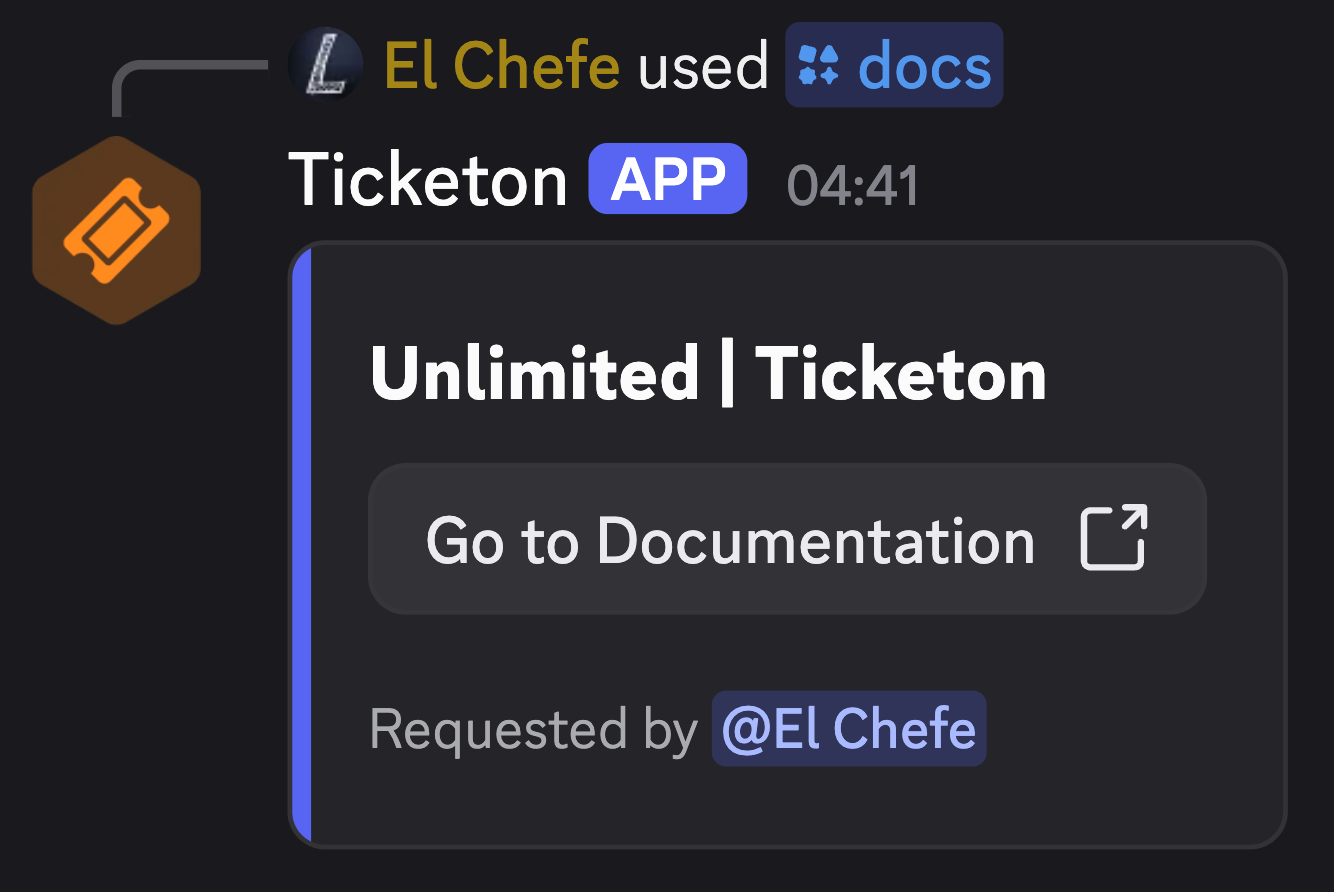 El Chefe used docs
Ticketon APP 04:41
Unlimited | Ticketon
Go to Documentation
Requested by @El Chefe